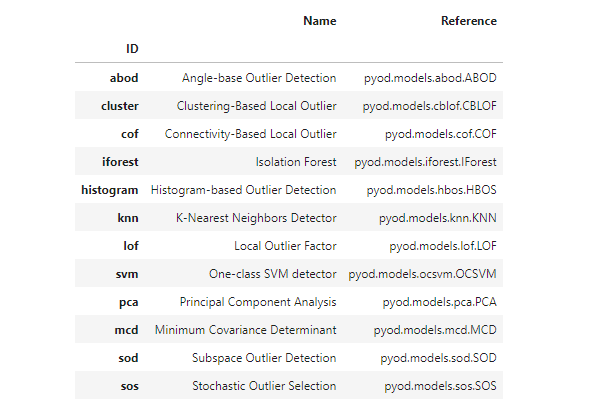 Name Reference
ID
abod Angle-base Outlier Detection pyod.models.abod.ABOD
cluster Clustering-Based Local Outlier pyod.models.cblof.CBLOF
cof Connectivity-Based Local Outlier pyod.models.cof.COF
iforest Isolation Forest pyod.models.iforest.IForest
histogram Histogram-based Outlier Detection pyod.models.hbos.HBOS
knn K-Nearest Neighbors Detector pyod.models.knn.KNN
lof Local Outlier Factor pyod.models.lof.LOF
svm One-class SVM detector pyod.models.ocsvm.OCSVM
pca Principal Component Analysis pyod.models.pca.PCA
mcd Minimum Covariance Determinant pyod.models.mcd.MCD
sod Subspace Outlier Detection pyod.models.sod.SOD
sos Stochastic Outlier Selection pyod.models.sos.SOS